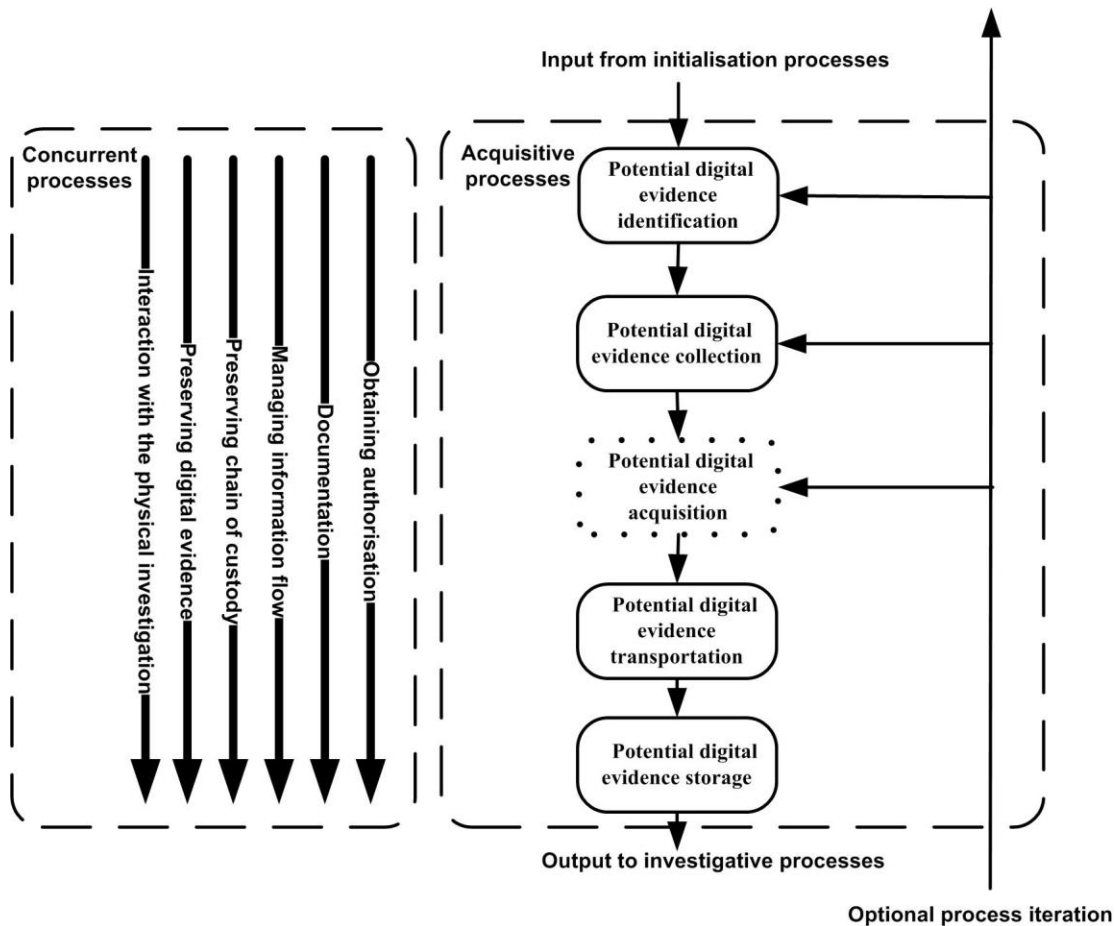 Input from initialisation processes
Concurrent
processes
Interaction with the physical investigation
Preserving digital evidence
Preserving chain of custody
Managing information flow
Documentation
Obtaining authorisation
Acquisitive
processes
Potential digital
evidence
identification
Potential digital
evidence collection
Potential digital
evidence
acquisition
Potential digital
evidence
transportation
Potential digital
evidence storage
Output to investigative processes
Optional process iteration